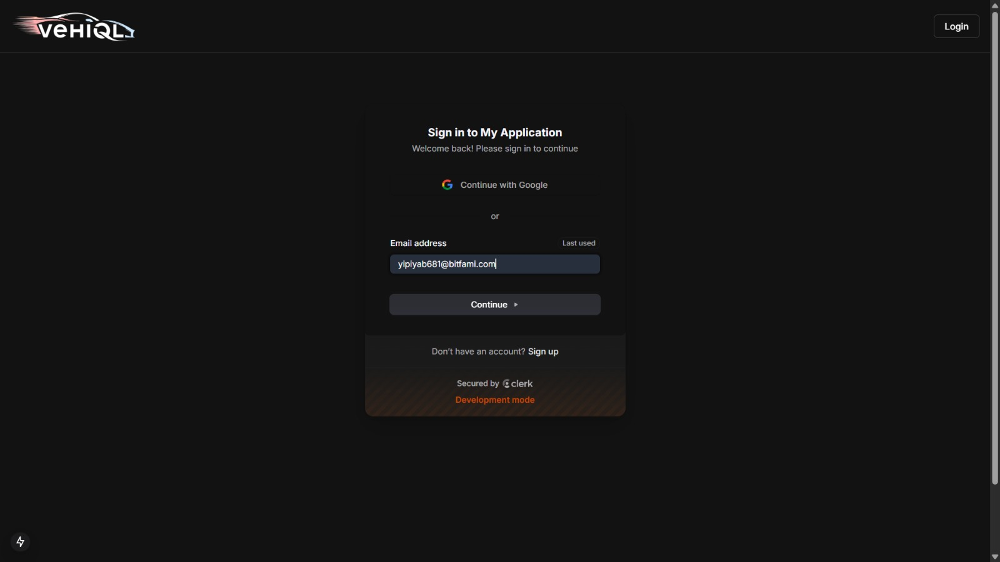 VEHIQL
Login
Sign in to My Application
Welcome back! Please sign in to continue
Continue with Google
or
Email address
Last used
yipiyab681@bitfami.com
Continue
Don’t have an account? Sign up
Secured by clerk
Development mode